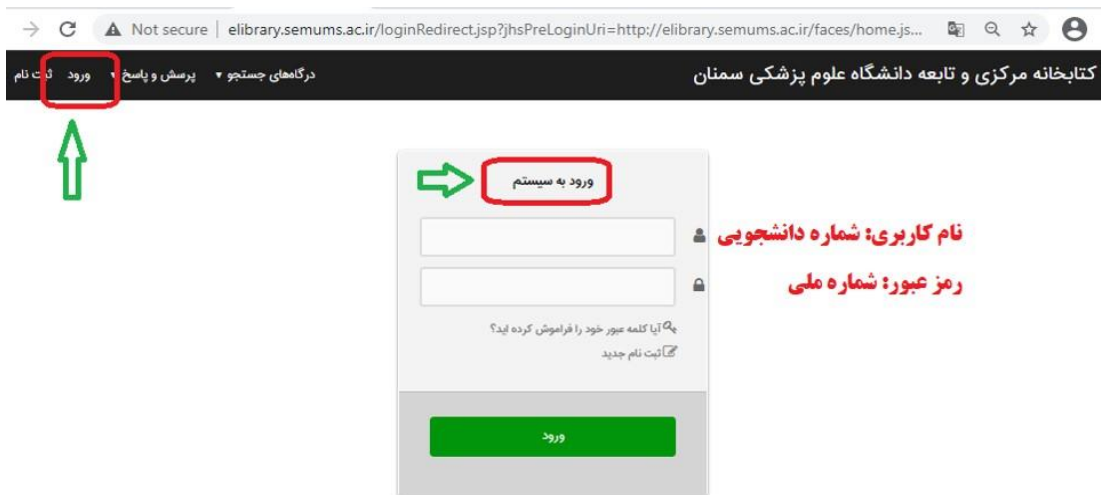 Not secure | elibrary.semums.ac.ir/loginRedirect.jsp?jhsPreLoginUri=http://elibrary.semums.ac.ir/faces/home.js...
کتابخانه مرکزی و تابعه دانشگاه علوم پزشکی سمنان درگاههای جستجو پرسش و پاسخ ورود ثبت نام
ورود به سیستم
نام کاربری: شماره دانشجویی
رمز عبور: شماره ملی
آیا کلمه عبور خود را فراموش کرده اید؟
ثبت نام جدید
ورود